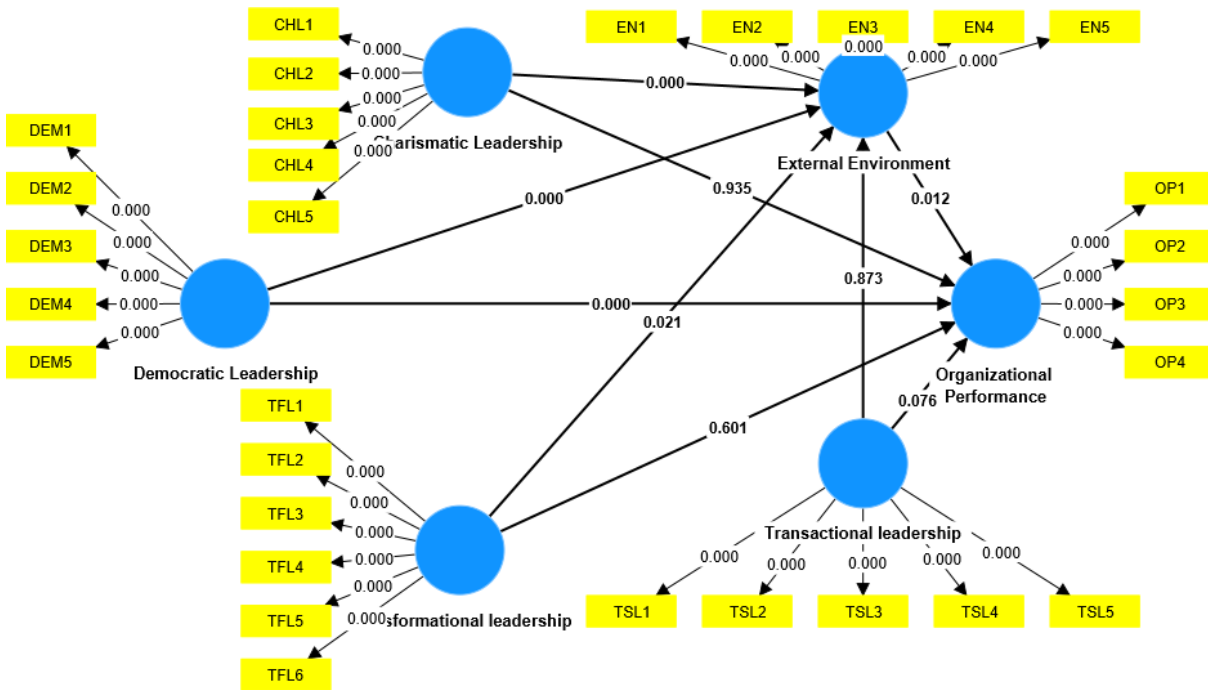 CHL1
CHL2
CHL3
CHL4
CHL5
0.000
0.000
0.000
0.000
0.000
Leadership
EN1
EN2
EN3
EN4
EN5
0.000
0.000
0.000
0.000
0.000
External Environment
DEM1
DEM2
DEM3
DEM4
DEM5
0.000
0.000
0.000
0.000
0.000
Democratic Leadership
0.000
0.935
0.000
0.000
0.021
0.601
0.873
0.012
0.076
OP1
OP2
OP3
OP4
0.000
0.000
0.000
0.000
Organizational
Performance
TFL1
TFL2
TFL3
TFL4
TFL5
TFL6
0.000
0.000
0.000
0.000
0.000
0.000
sformational leadership
Transactional leadership
0.000
0.000
0.000
0.000
0.000
TSL1
TSL2
TSL3
TSL4
TSL5